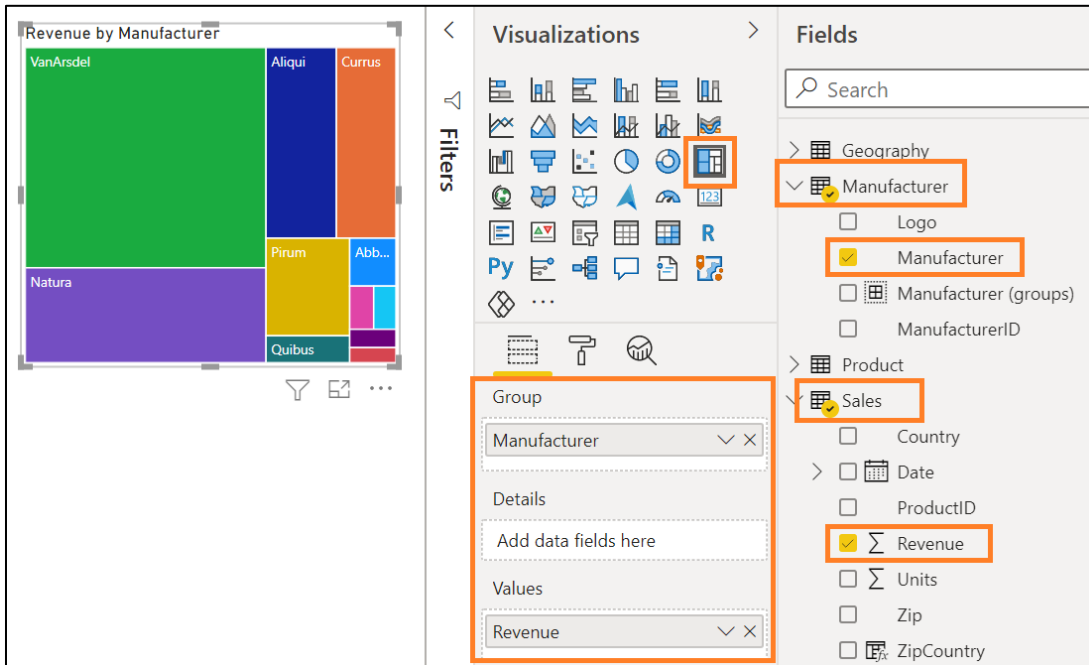 Revenue by Manufacturer
VanArsdel
Aliqui
Currus
Natura
Pirum
Abb...
Quibus
...
Filters
Visualizations
123
R
Py
...
Group
Manufacturer
Details
Add data fields here
Values
Revenue
Fields
Search
Geography
Manufacturer
Logo
Manufacturer
Manufacturer (groups)
ManufacturerID
Product
Sales
Country
Date
ProductID
Σ Revenue
Σ Units
Zip
fx ZipCountry